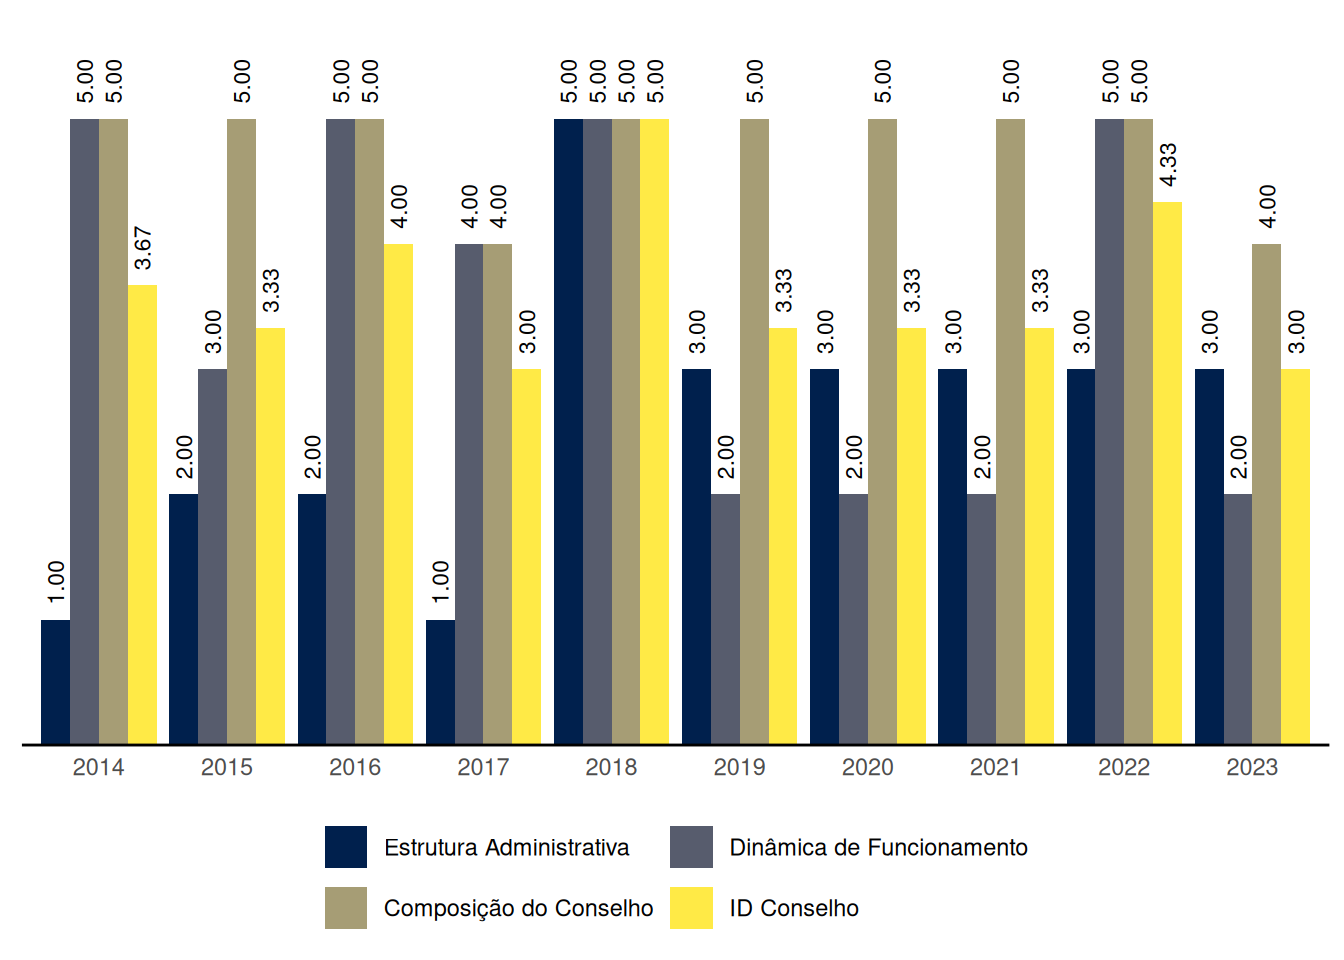 5.00 5.00 5.00 5.00 5.00 5.00 5.00 5.00 5.00 5.00 5.00 5.00 5.00 5.00
4.33
4.00 4.00 4.00 4.00
3.67
3.33 3.33 3.33 3.33
3.00 3.00 3.00 3.00 3.00 3.00 3.00 3.00
2.00 2.00 2.00 2.00 2.00 2.00
1.00 1.00
2014 2015 2016 2017 2018 2019 2020 2021 2022 2023
Estrutura Administrativa Dinâmica de Funcionamento
Composição do Conselho ID Conselho